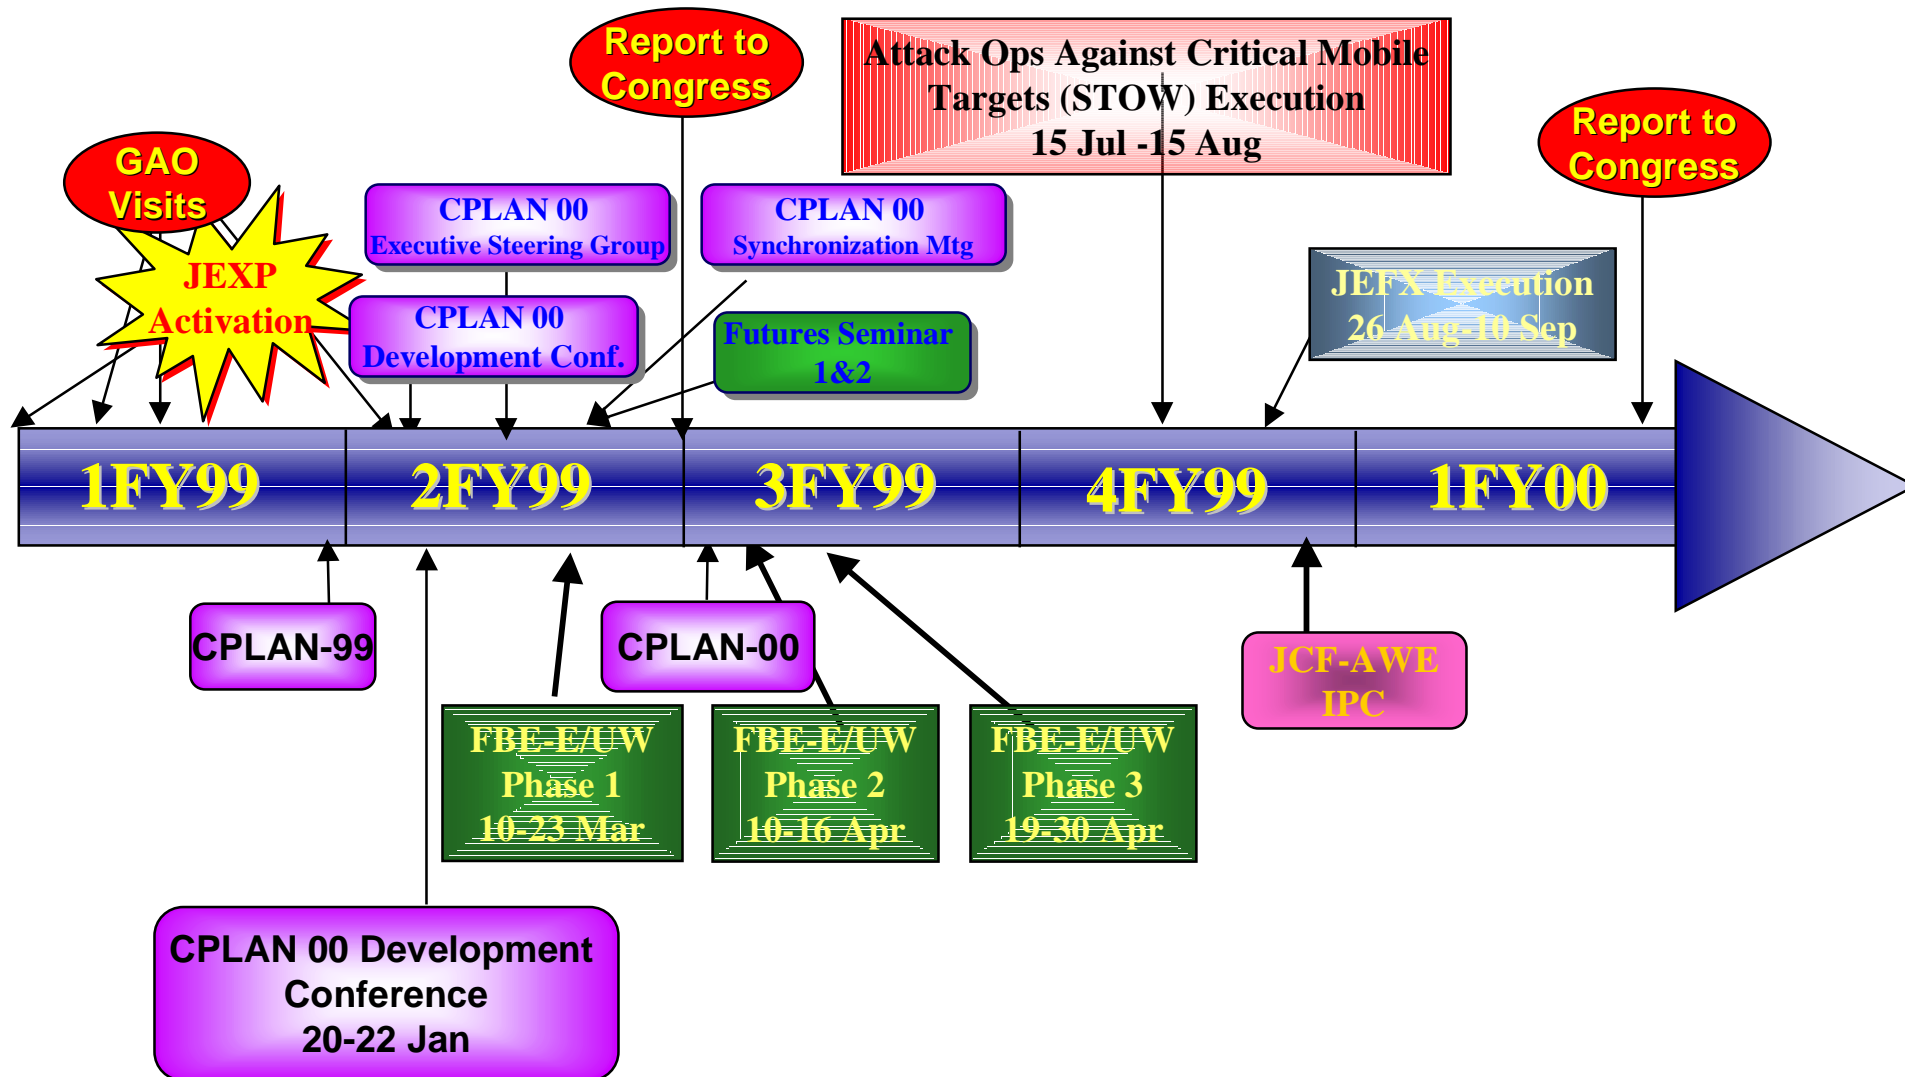 Report to
Congress
Attack Ops Against Critical Mobile
Targets (STOW) Execution
15 Jul -15 Aug
Report to
Congress
GAO
Visits
JEXP
Activation
CPLAN 00
Executive Steering Group
CPLAN 00
Synchronization Mtg
CPLAN 00
Development Conf.
Futures Seminar
1&2
JEFX Execution
26 Aug-10 Sep
1FY99
2FY99
3FY99
4FY99
1FY00
CPLAN-99
CPLAN-00
JCF-AWE
IPC
FBE-E/UW
Phase 1
10-23 Mar
FBE-E/UW
Phase 2
10-16 Apr
FBE-E/UW
Phase 3
19-30 Apr
CPLAN 00 Development
Conference
20-22 Jan